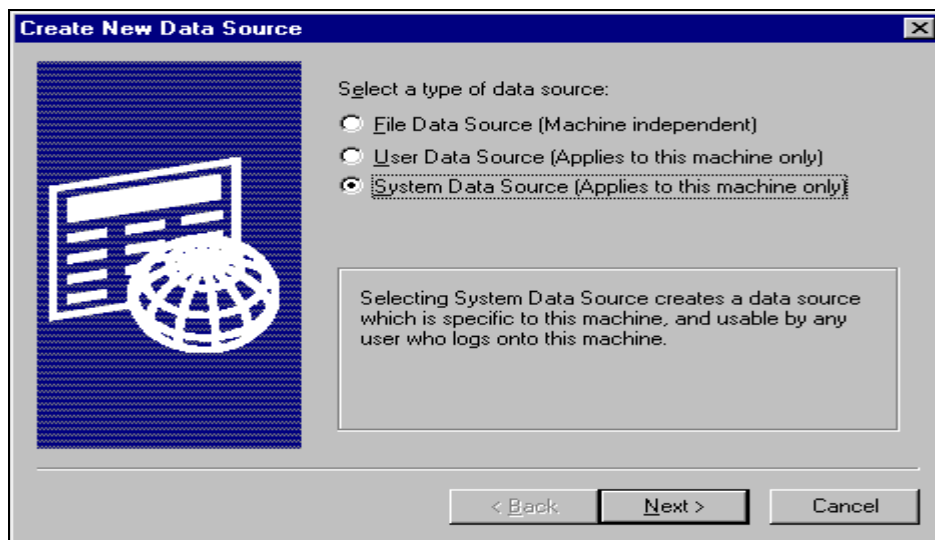 Create New Data Source
Select a type of data source:
File Data Source (Machine independent)
User Data Source (Applies to this machine only)
System Data Source (Applies to this machine only)
Selecting System Data Source creates a data source
which is specific to this machine, and usable by any
user who logs onto this machine.
< Back
Next >
Cancel